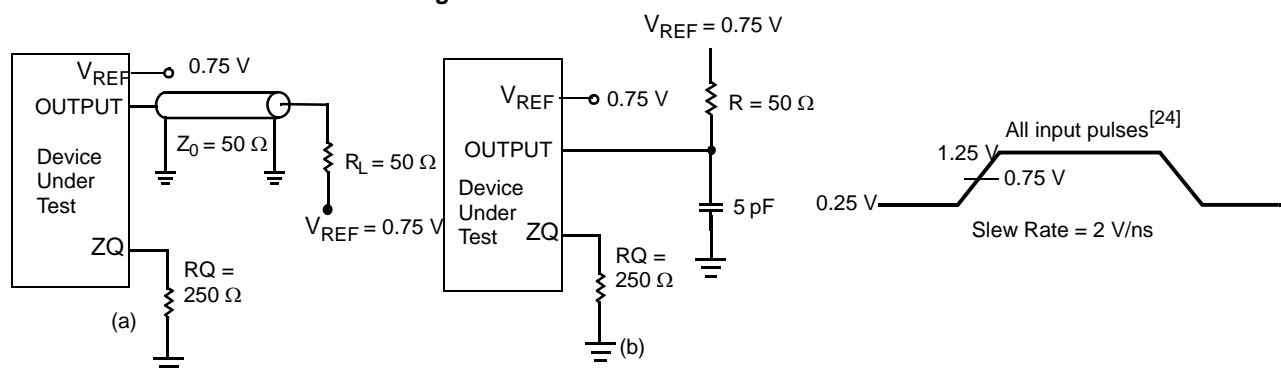 g
V_REF 0.75 V
OUTPUT
Z_0 = 50 Ω
Device
Under
Test
R_L = 50 Ω
V_REF = 0.75 V
ZQ
RQ =
250 Ω
(a)
V_REF = 0.75 V
V_REF 0.75 V
R = 50 Ω
OUTPUT
Device
Under
Test
5 pF
ZQ
RQ =
250 Ω
(b)
All input pulses[24]
1.25 V
0.75 V
0.25 V
Slew Rate = 2 V/ns